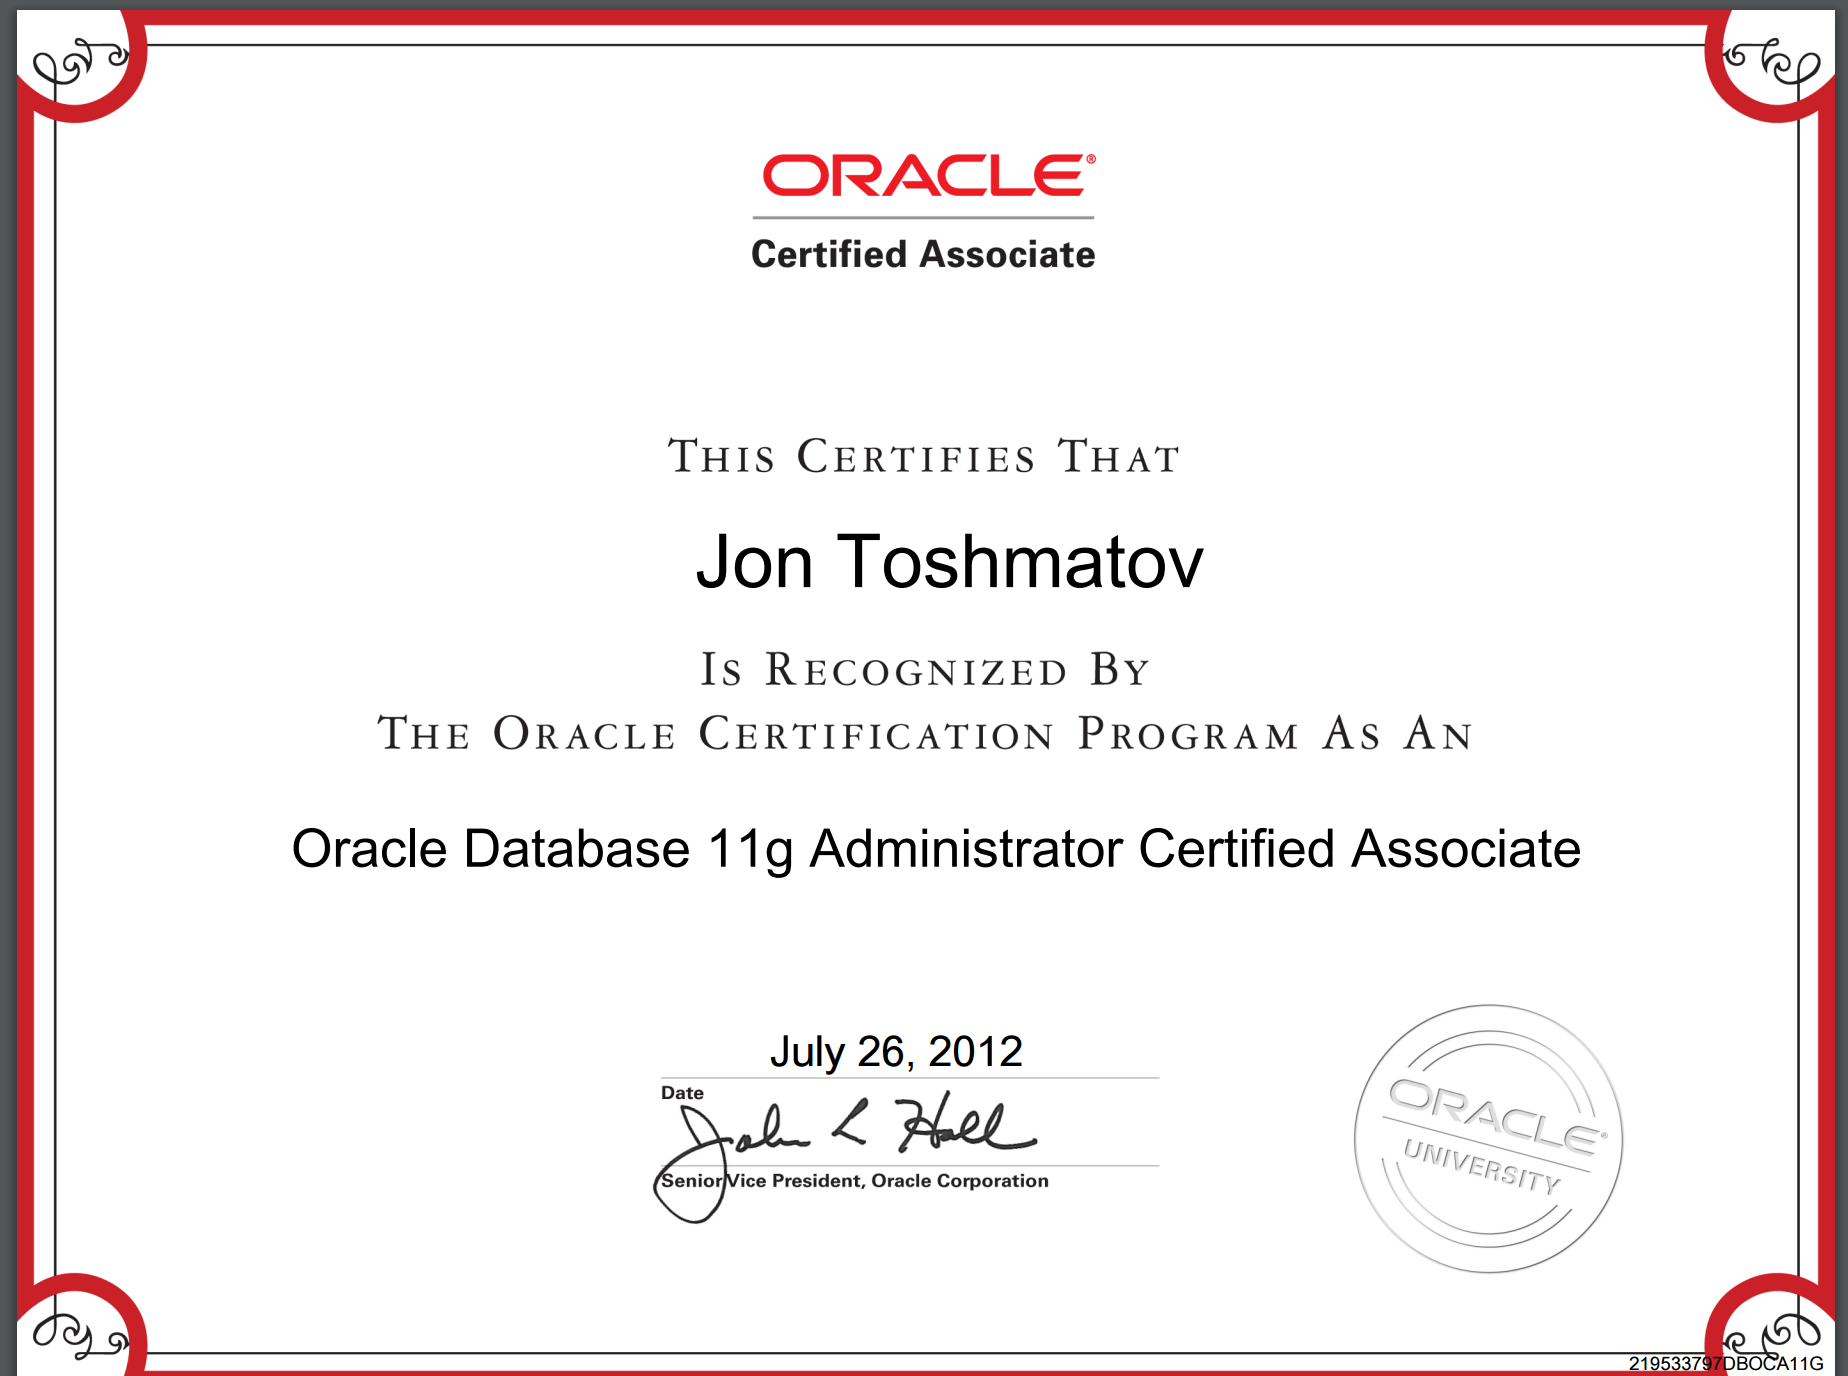 ORACLE®
Certified Associate
THIS CERTIFIES THAT
Jon Toshmatov
IS RECOGNIZED BY
THE ORACLE CERTIFICATION PROGRAM AS AN
Oracle Database 11g Administrator Certified Associate
July 26, 2012
Date
John L Hall
Senior Vice President, Oracle Corporation
ORACLE®
UNIVERSITY
219533797DBOCA11G